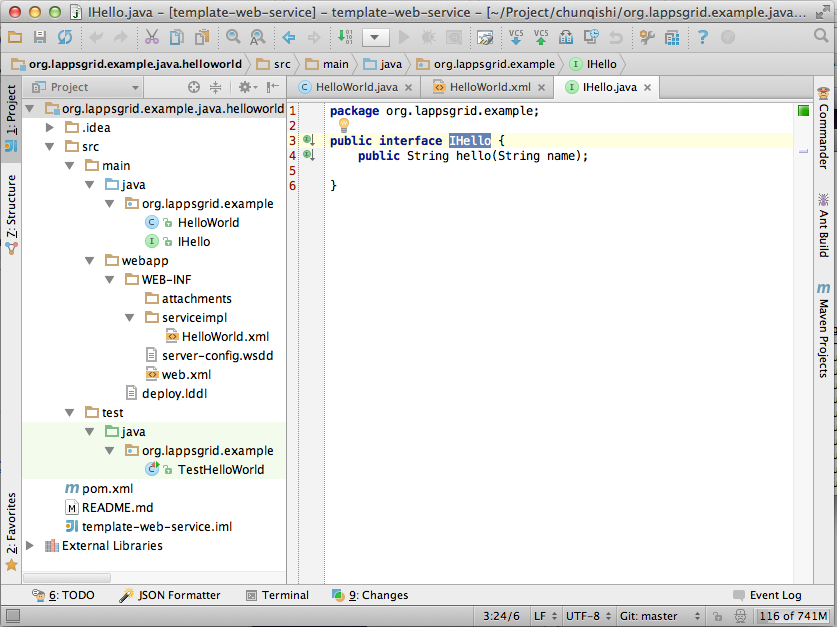 IHello.java - [template-web-service] - template-web-service - [~/Project/chunqishi/org.lappsgrid.example.java....
org.lappsgrid.example.java.helloworld src main java org.lappsgrid.example IHello
Project
HelloWorld.java HelloWorld.xml IHello.java
1: Project
Z: Structure
2: Favorites
org.lappsgrid.example.java.helloworld
.idea
src
main
java
org.lappsgrid.example
HelloWorld
IHello
webapp
WEB-INF
attachments
serviceimpl
HelloWorld.xml
server-config.wsdd
web.xml
deploy.lddl
test
java
org.lappsgrid.example
TestHelloWorld
pom.xml
README.md
template-web-service.iml
External Libraries
1 package org.lappsgrid.example;
2
3 public interface IHello {
4 public String hello(String name);
5
6 }
Commander
Ant Build
Maven Projects
6: TODO JSON Formatter Terminal 9: Changes Event Log
3:24/6 LF UTF-8 Git: master 116 of 741M